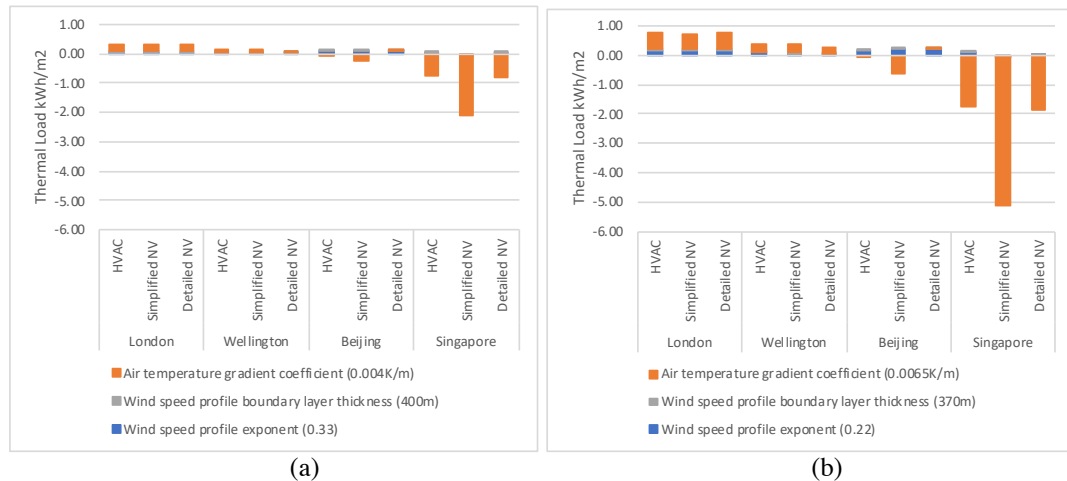 1.00
0.00
-1.00
-2.00
-3.00
-4.00
-5.00
-6.00
Thermal Load kWh/m2
HVAC
Simplified NV
Detailed NV
HVAC
Simplified NV
Detailed NV
HVAC
Simplified NV
Detailed NV
HVAC
Simplified NV
Detailed NV
London Wellington Beijing Singapore
Air temperature gradient coefficient (0.004K/m)
Wind speed profile boundary layer thickness (400m)
Wind speed profile exponent (0.33)
(a)
1.00
0.00
-1.00
-2.00
-3.00
-4.00
-5.00
-6.00
Thermal Load kWh/m2
HVAC
Simplified NV
Detailed NV
HVAC
Simplified NV
Detailed NV
HVAC
Simplified NV
Detailed NV
HVAC
Simplified NV
Detailed NV
London Wellington Beijing Singapore
Air temperature gradient coefficient (0.0065K/m)
Wind speed profile boundary layer thickness (370m)
Wind speed profile exponent (0.22)
(b)